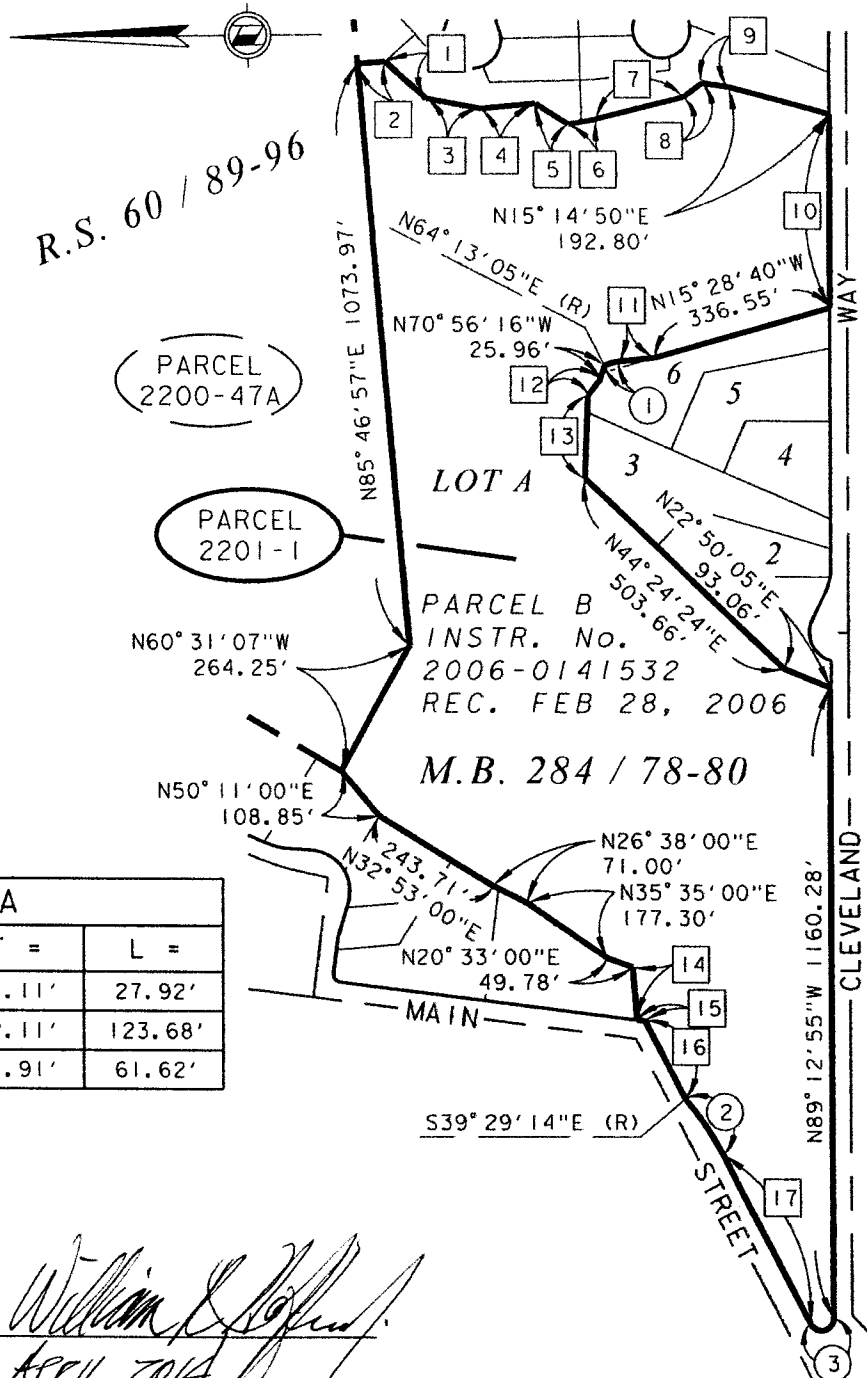 1
9
2
7
3
4
5
6
8
R.S. 60 / 89-96
N15°14'50"E
192.80'
10
N64°13'05"E (R)
11
N15°28'40"W
336.55'
WAY
N70°56'16"W
25.96'
12
6
1
5
PARCEL
2200-47A
N85°46'57"E 1073.97'
13
3
4
LOT A
PARCEL
2201-1
2
N22°50'05"E
93.06'
N44°24'24"E
503.66'
PARCEL B
INSTR. No.
2006-0141532
REC. FEB 28, 2006
N60°31'07"W
264.25'
M.B. 284 / 78-80
N50°11'00"E
108.85'
243.71'
N32°53'00"E
N26°38'00"E
71.00'
N35°35'00"E
177.30'
N20°33'00"E
49.78'
14
15
16
MAIN
N89°12'55"W 1160.28'
CLEVELAND
A
=
L =
.11'
27.92'
.11'
123.68'
.91'
61.62'
S39°29'14"E (R)
2
STREET
17
3
William
APRIL 2014